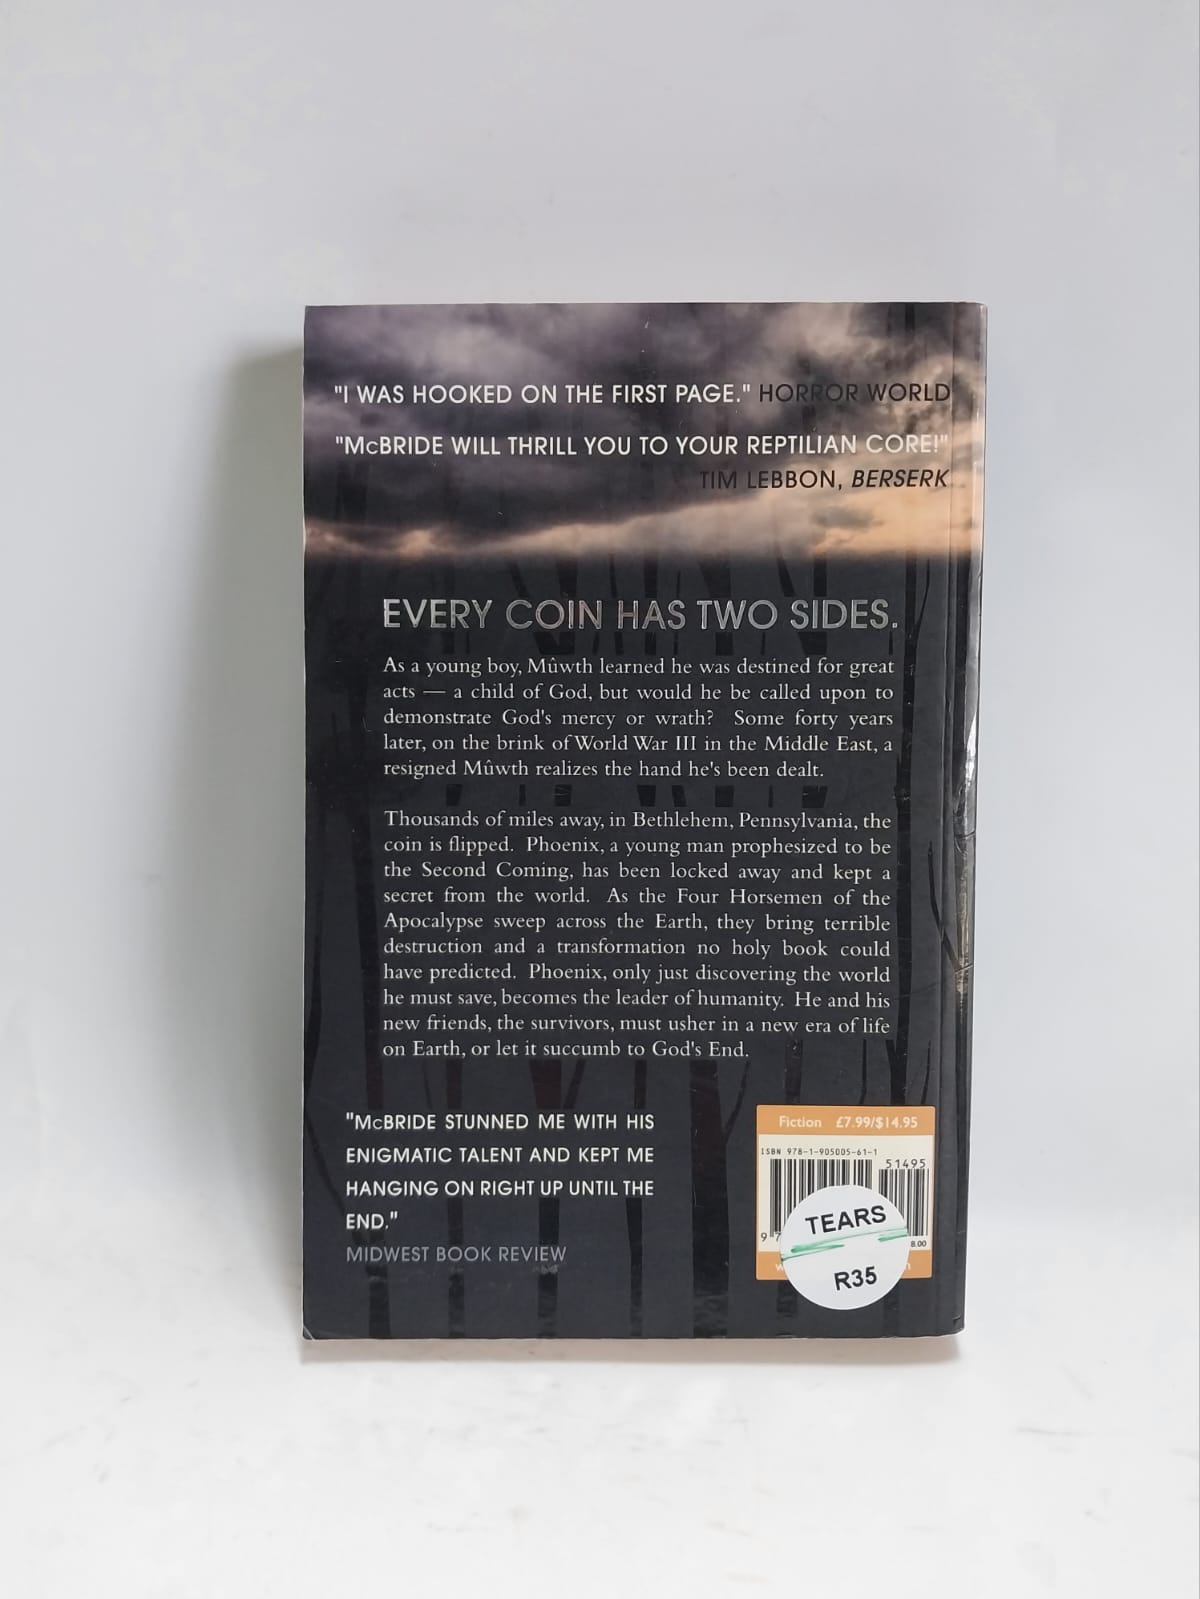 "I WAS HOOKED ON THE FIRST PAGE." HORROR WORLD
"McBRIDE WILL THRILL YOU TO YOUR REPTILIAN CORE!"
TIM LEBBON, BERSERK
EVERY COIN HAS TWO SIDES.
As a young boy, Mûwth learned he was destined for great
acts — a child of God, but would he be called upon to
demonstrate God's mercy or wrath? Some forty years
later, on the brink of World War III in the Middle East, a
resigned Mûwth realizes the hand he's been dealt.
Thousands of miles away, in Bethlehem, Pennsylvania, the
coin is flipped. Phoenix, a young man prophesized to be
the Second Coming, has been locked away and kept a
secret from the world. As the Four Horsemen of the
Apocalypse sweep across the Earth, they bring terrible
destruction and a transformation no holy book could
have predicted. Phoenix, only just discovering the world
he must save, becomes the leader of humanity. He and his
new friends, the survivors, must usher in a new era of life
on Earth, or let it succumb to God's End.
"McBRIDE STUNNED ME WITH HIS
ENIGMATIC TALENT AND KEPT ME
HANGING ON RIGHT UP UNTIL THE
END."
MIDWEST BOOK REVIEW
Fiction £7.99/$14.95
ISBN 978-1-905005-61-1
51495
TEARS
R35